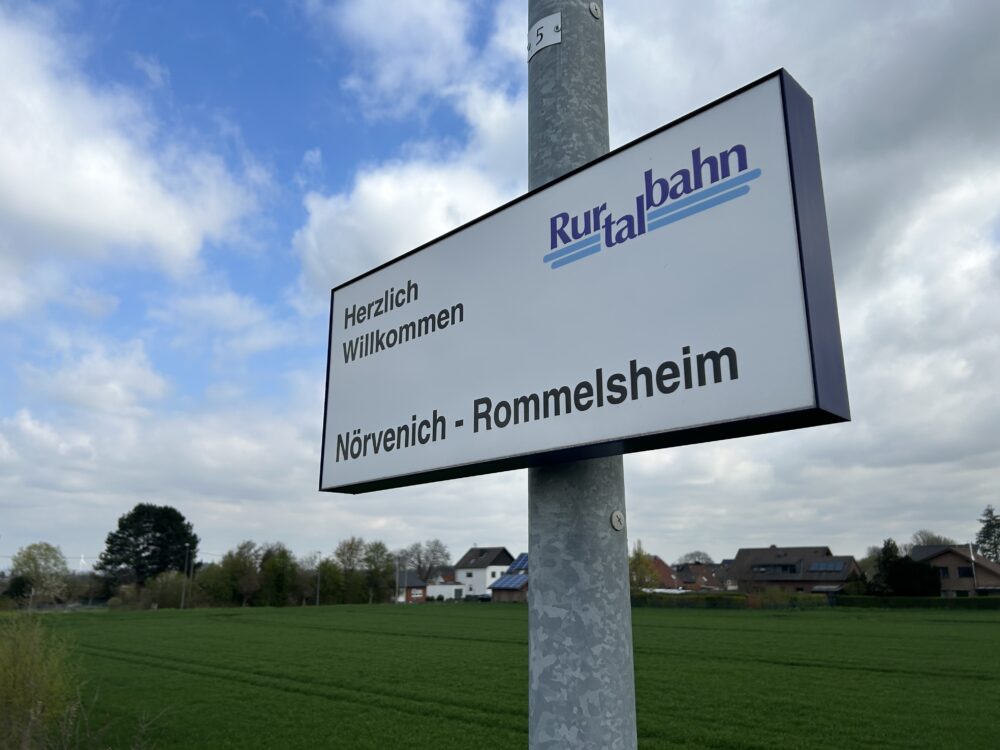 5
Rurtalbahn
Herzlich
Willkommen
Nörvenich - Rommelsheim